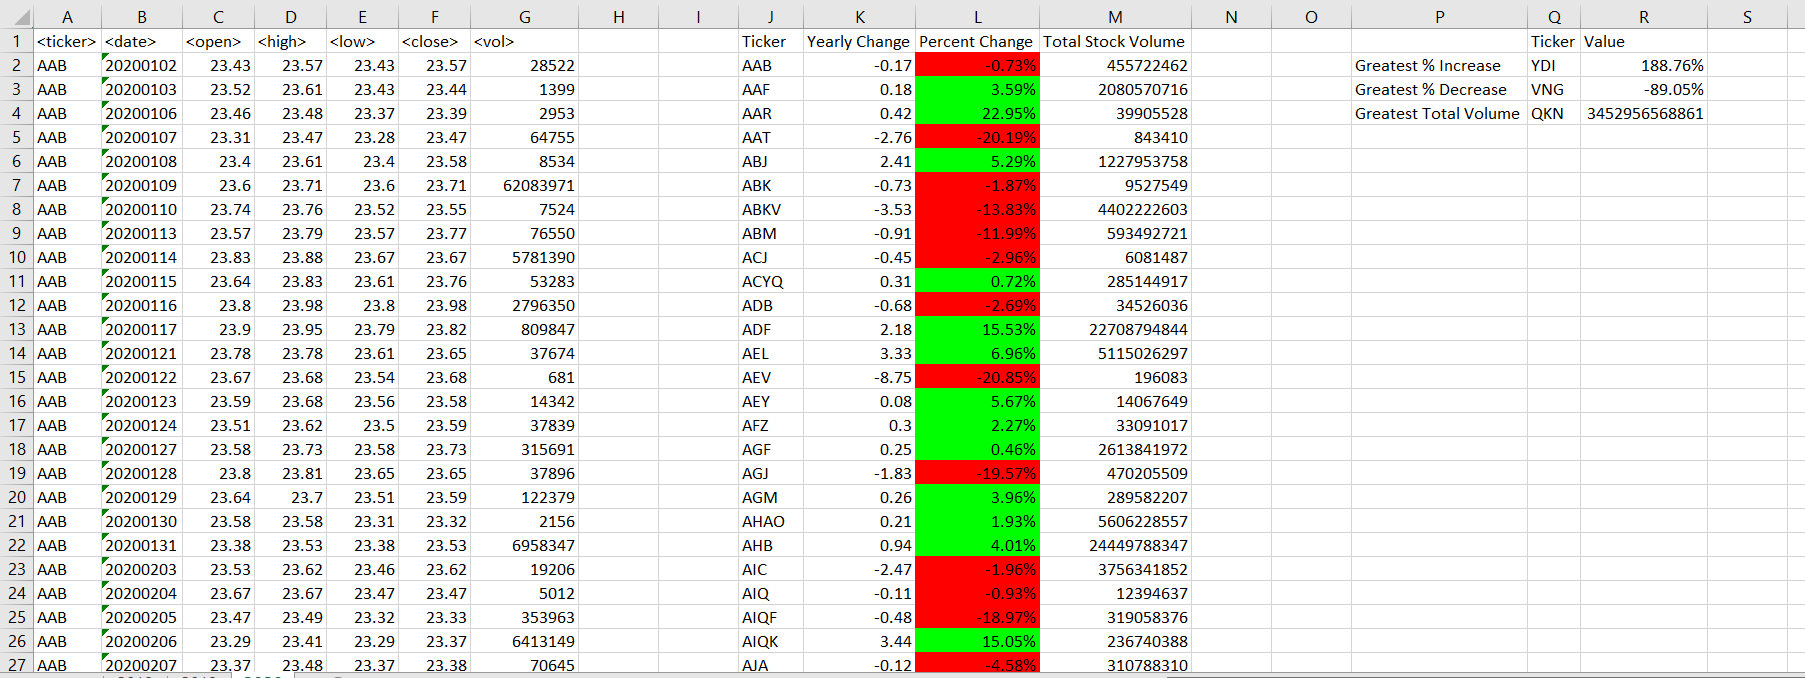 A B C D E F G H I J K L M N O P Q R S
1 <ticker> <date> <open> <high> <low> <close> <vol> Ticker Yearly Change Percent Change Total Stock Volume Ticker Value
2 AAB 20200102 23.43 23.57 23.43 23.57 28522 AAB -0.17 -0.73% 455722462 Greatest % Increase YDI 188.76%
3 AAB 20200103 23.52 23.61 23.43 23.44 1399 AAF 0.18 3.59% 2080570716 Greatest % Decrease VNG -89.05%
4 AAB 20200106 23.46 23.48 23.37 23.39 2953 AAR 0.42 22.95% 39905528 Greatest Total Volume QKN 3452956568861
5 AAB 20200107 23.31 23.47 23.28 23.47 64755 AAT -2.76 -20.19% 843410
6 AAB 20200108 23.4 23.61 23.4 23.58 8534 ABJ 2.41 5.29% 1227953758
7 AAB 20200109 23.6 23.71 23.6 23.71 62083971 ABK -0.73 -1.87% 9527549
8 AAB 20200110 23.74 23.76 23.52 23.55 7524 ABKV -3.53 -13.83% 4402222603
9 AAB 20200113 23.57 23.79 23.57 23.77 76550 ABM -0.91 -11.99% 593492721
10 AAB 20200114 23.83 23.88 23.67 23.67 5781390 ACJ -0.45 -2.96% 6081487
11 AAB 20200115 23.64 23.83 23.61 23.76 53283 ACYQ 0.31 0.72% 285144917
12 AAB 20200116 23.8 23.98 23.8 23.98 2796350 ADB -0.68 -2.69% 34526036
13 AAB 20200117 23.9 23.95 23.79 23.82 809847 ADF 2.18 15.53% 22708794844
14 AAB 20200121 23.78 23.78 23.61 23.65 37674 AEL 3.33 6.96% 5115026297
15 AAB 20200122 23.67 23.68 23.54 23.68 681 AEV -8.75 -20.85% 196083
16 AAB 20200123 23.59 23.68 23.56 23.58 14342 AEY 0.08 5.67% 14067649
17 AAB 20200124 23.51 23.62 23.5 23.59 37839 AFZ 0.3 2.27% 33091017
18 AAB 20200127 23.58 23.73 23.58 23.73 315691 AGF 0.25 0.46% 2613841972
19 AAB 20200128 23.8 23.81 23.65 23.65 37896 AGJ -1.83 -19.57% 470205509
20 AAB 20200129 23.64 23.7 23.51 23.59 122379 AGM 0.26 3.96% 289582207
21 AAB 20200130 23.58 23.58 23.31 23.32 2156 AHAO 0.21 1.93% 5606228557
22 AAB 20200131 23.38 23.53 23.38 23.53 6958347 AHB 0.94 4.01% 24449788347
23 AAB 20200203 23.53 23.62 23.46 23.62 19206 AIC -2.47 -1.96% 3756341852
24 AAB 20200204 23.67 23.67 23.47 23.47 5012 AIQ -0.11 -0.93% 12394637
25 AAB 20200205 23.47 23.49 23.32 23.33 353963 AIQF -0.48 -18.97% 319058376
26 AAB 20200206 23.29 23.41 23.29 23.37 6413149 AIQK 3.44 15.05% 236740388
27 AAB 20200207 23.37 23.48 23.37 23.38 70645 AJA -0.12 -4.58% 310788310